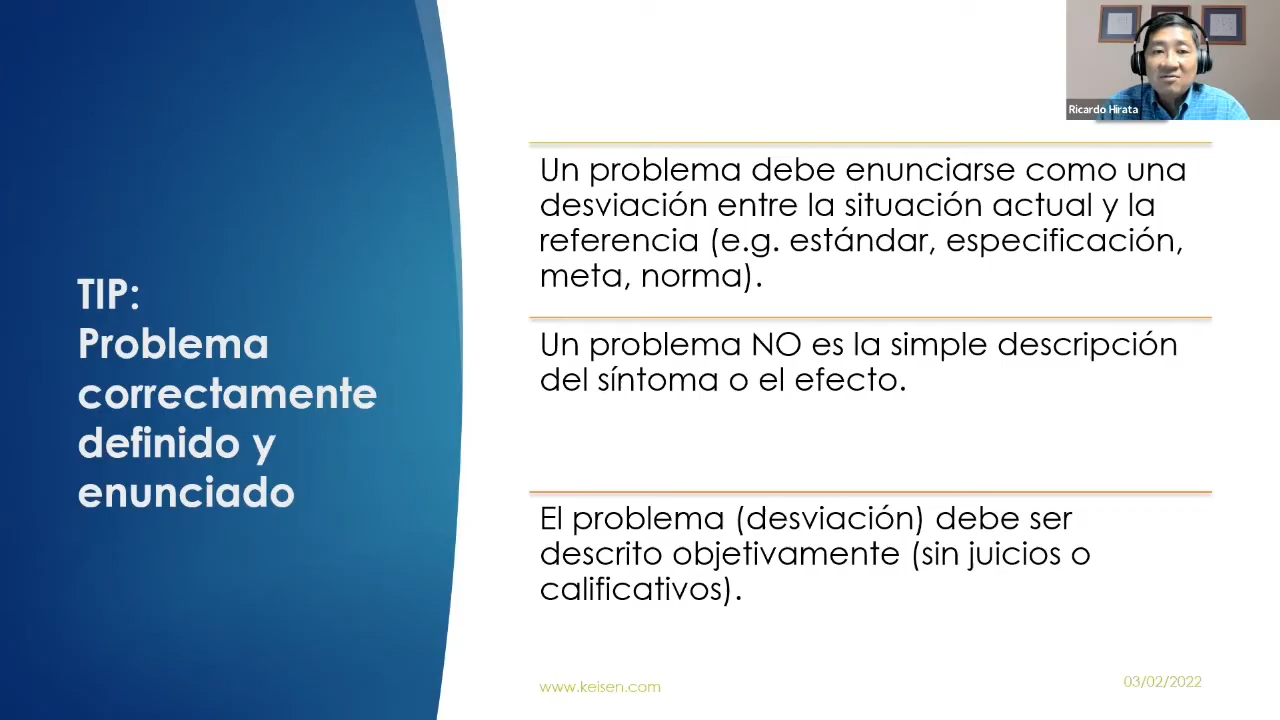 Ricardo Hirata
TIP:
Problema
correctamente
definido y
enunciado
Un problema debe enunciarse como una
desviación entre la situación actual y la
referencia (e.g. estándar, especificación,
meta, norma).
Un problema NO es la simple descripción
del síntoma o el efecto.
El problema (desviación) debe ser
descrito objetivamente (sin juicios o
calificativos).
www.keisen.com
03/02/2022